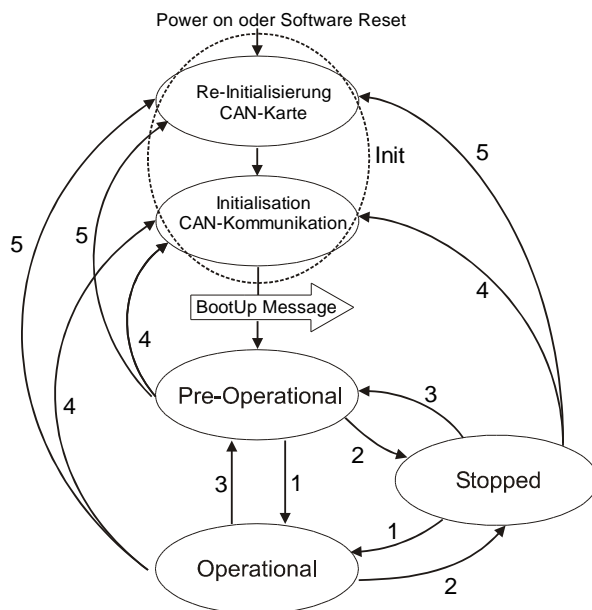 Power on oder Software Reset
Re-Initialisierung
CAN-Karte
Init
5
Initialisation
CAN-Kommunikation
5
5
4
BootUp Message
4
4
Pre-Operational
3
2
3
1
Stopped
1
Operational
2